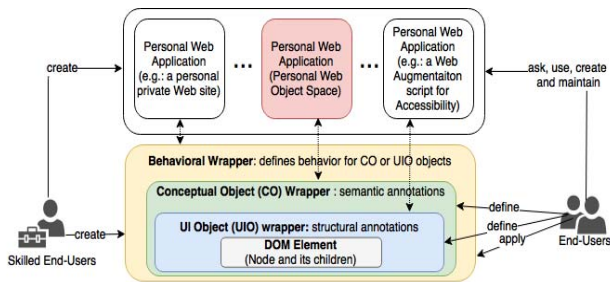 create
Personal Web
Application
(e.g.: a personal
private Web site)
...
Personal Web
Application
(Personal Web
Object Space)
...
Personal Web
Application
(e.g.: a Web
Augmentaiton
script for
Accessibility)
ask, use, create
and maintain
Behavioral Wrapper: defines behavior for CO or UIO objects
Conceptual Object (CO) Wrapper : semantic annotations
UI Object (UIO) wrapper: structural annotations
DOM Element
(Node and its children)
create
Skilled End-Users
define
define
apply
End-Users